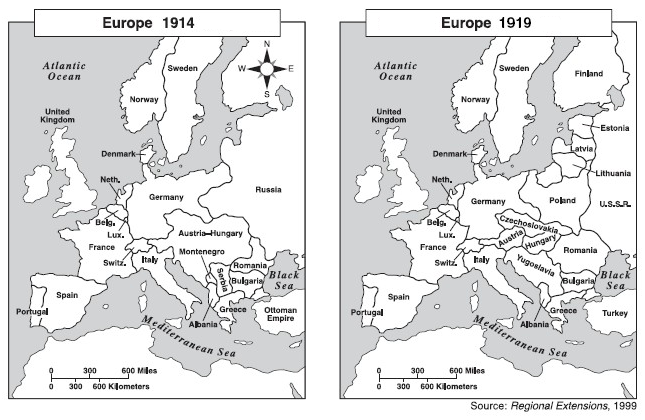 Europe 1914
Atlantic
Ocean
N
W
E
S
Sweden
Norway
United
Kingdom
Denmark
Neth.
Germany
Russia
Belg.
Lux.
Austria-Hungary
France
Montenegro
Switz.
Italy
Romania
Serbia
Bulgaria
Black
Sea
Spain
Portugal
Greece
Ottoman
Empire
Albania
Mediterranean Sea
0 600 Miles
0 600 Kilometers
Europe 1919
Atlantic
Ocean
Sweden
Finland
Norway
United
Kingdom
Estonia
Latvia
Denmark
Lithuania
Neth.
Germany
Poland
U.S.S.R.
Belg.
Czechoslovakia
Lux.
Austria
Hungary
France
Romania
Switz.
Italy
Yugoslavia
Bulgaria
Black
Sea
Spain
Portugal
Greece
Turkey
Albania
Mediterranean Sea
0 600 Miles
0 300 600 Kilometers
Source: Regional Extensions, 1999